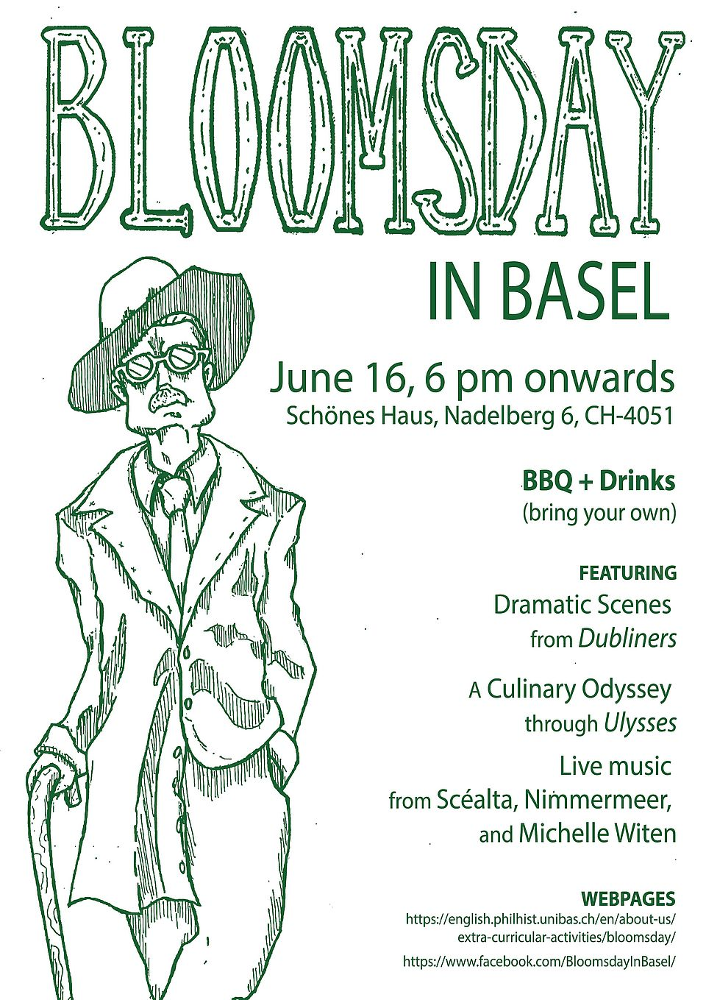 BLOOMSDAY
IN BASEL
June 16, 6 pm onwards
Schönes Haus, Nadelberg 6, CH-4051
BBQ + Drinks
(bring your own)
FEATURING
Dramatic Scenes
from Dubliners
A Culinary Odyssey
through Ulysses
Live music
from Scéalta, Nimmermeer,
and Michelle Witen
WEBPAGES
https://english.philhist.unibas.ch/en/about-us/
extra-curricular-activities/bloomsday/
https://www.facebook.com/BloomsdayInBasel/